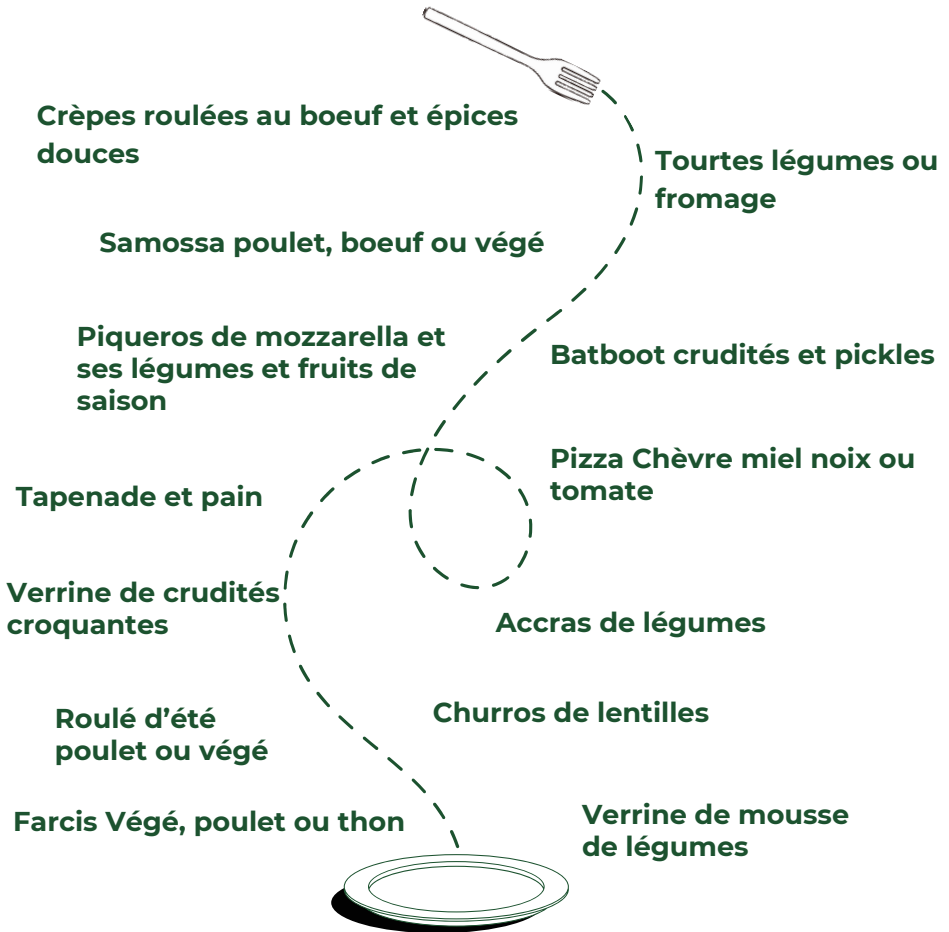 Crèpes roulées au boeuf et épices
douces
Tourtes légumes ou
fromage
Samossa poulet, boeuf ou végé
Piqueros de mozzarella et
ses légumes et fruits de
saison
Batboot crudités et pickles
Pizza Chèvre miel noix ou
tomate
Tapenade et pain
Verrine de crudités
croquantes
Accras de légumes
Roulé d’été
poulet ou végé
Churros de lentilles
Farcis Végé, poulet ou thon
Verrine de mousse
de légumes